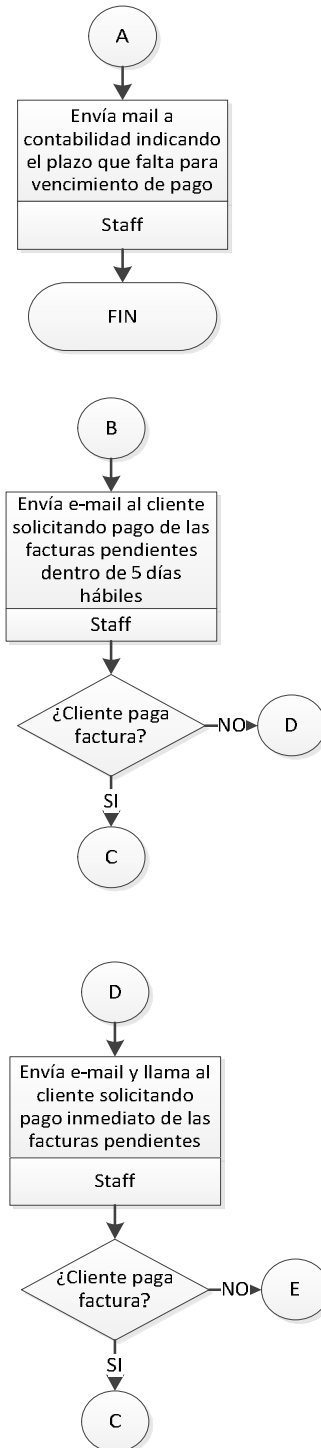 A
Envía mail a
contabilidad indicando
el plazo que falta para
vencimiento de pago
Staff
FIN
B
Envía e-mail al cliente
solicitando pago de las
facturas pendientes
dentro de 5 días
hábiles
Staff
¿Cliente paga
factura?
NO
D
SI
C
D
Envía e-mail y llama al
cliente solicitando
pago inmediato de las
facturas pendientes
Staff
¿Cliente paga
factura?
NO
E
SI
C